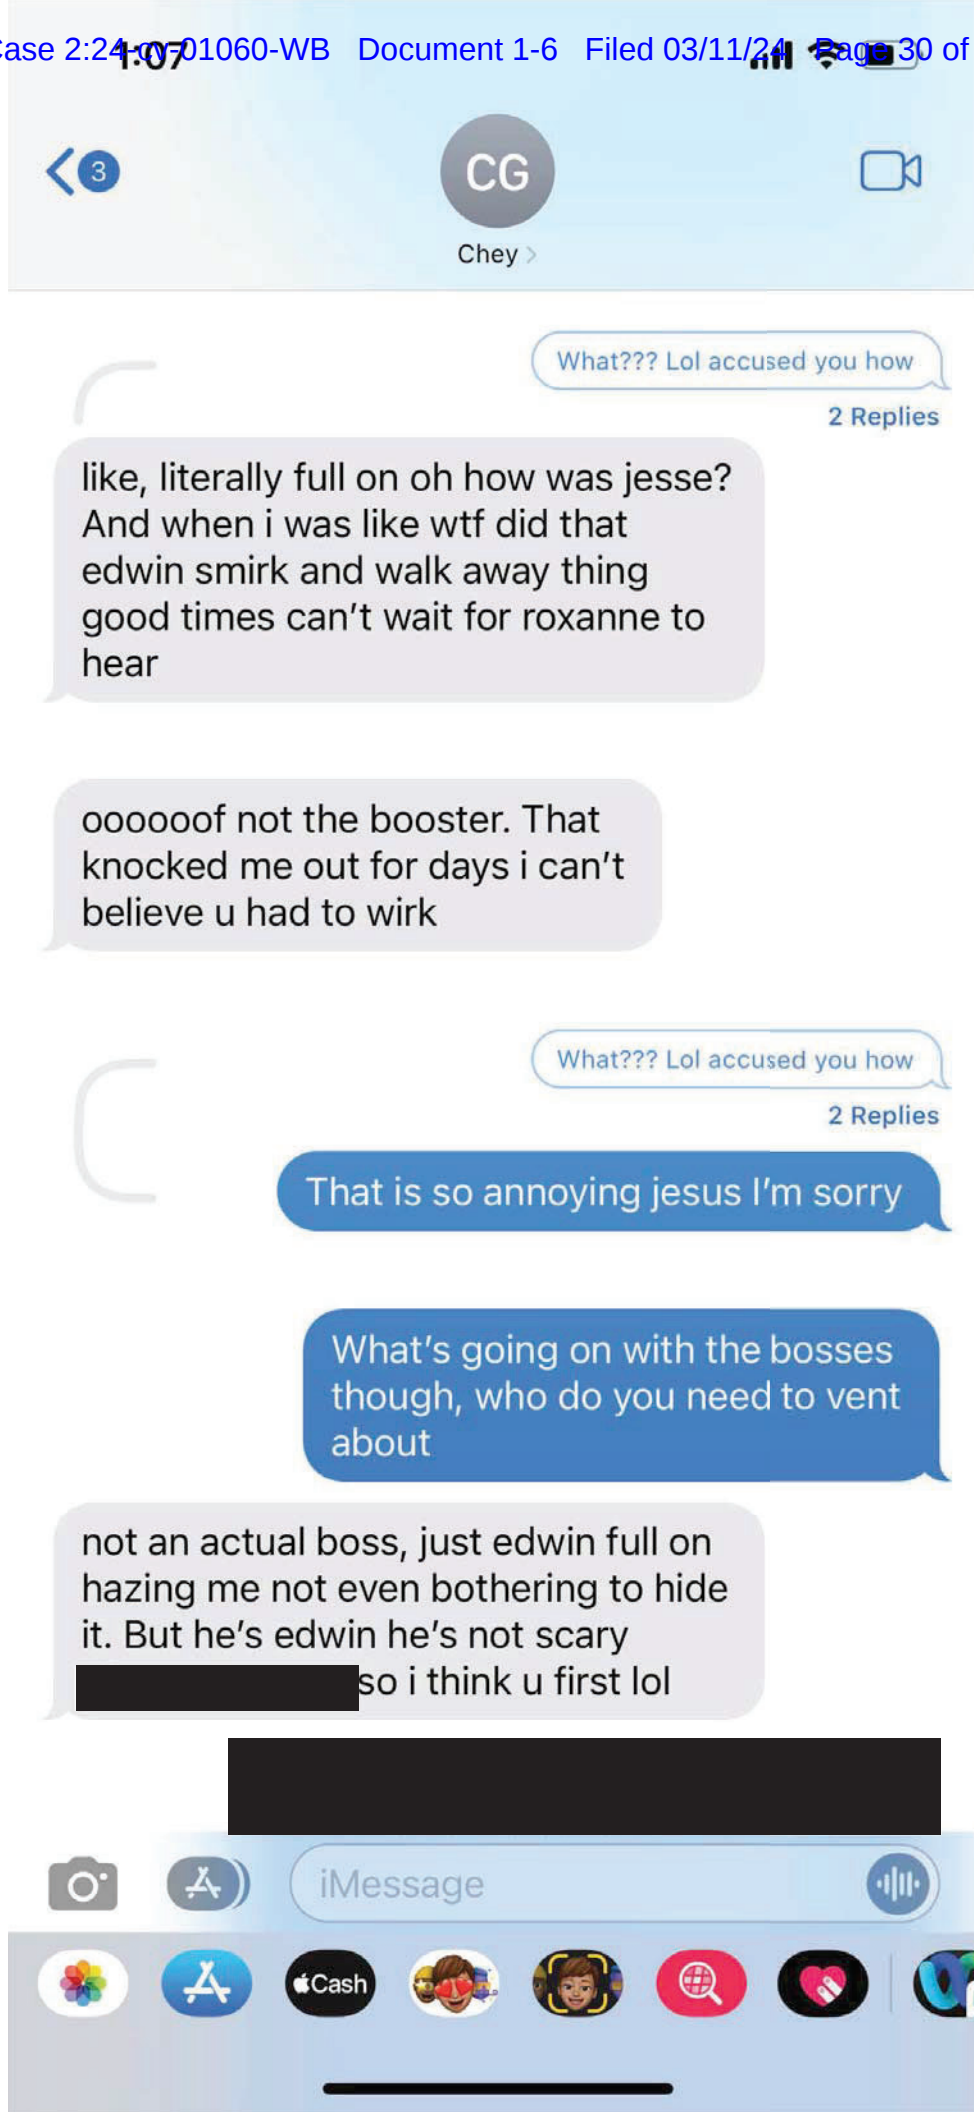 ase 2:24-cv-01060-WB Document 1-6 Filed 03/11/24 Page 30 of
1:07
3
CG
Chey
What??? Lol accused you how
2 Replies
like, literally full on oh how was jesse?
And when i was like wtf did that
edwin smirk and walk away thing
good times can't wait for roxanne to
hear
oooooof not the booster. That
knocked me out for days i can't
believe u had to wirk
What??? Lol accused you how
2 Replies
That is so annoying jesus I'm sorry
What's going on with the bosses
though, who do you need to vent
about
not an actual boss, just edwin full on
hazing me not even bothering to hide
it. But he's edwin he's not scary
so i think u first lol
iMessage
Cash